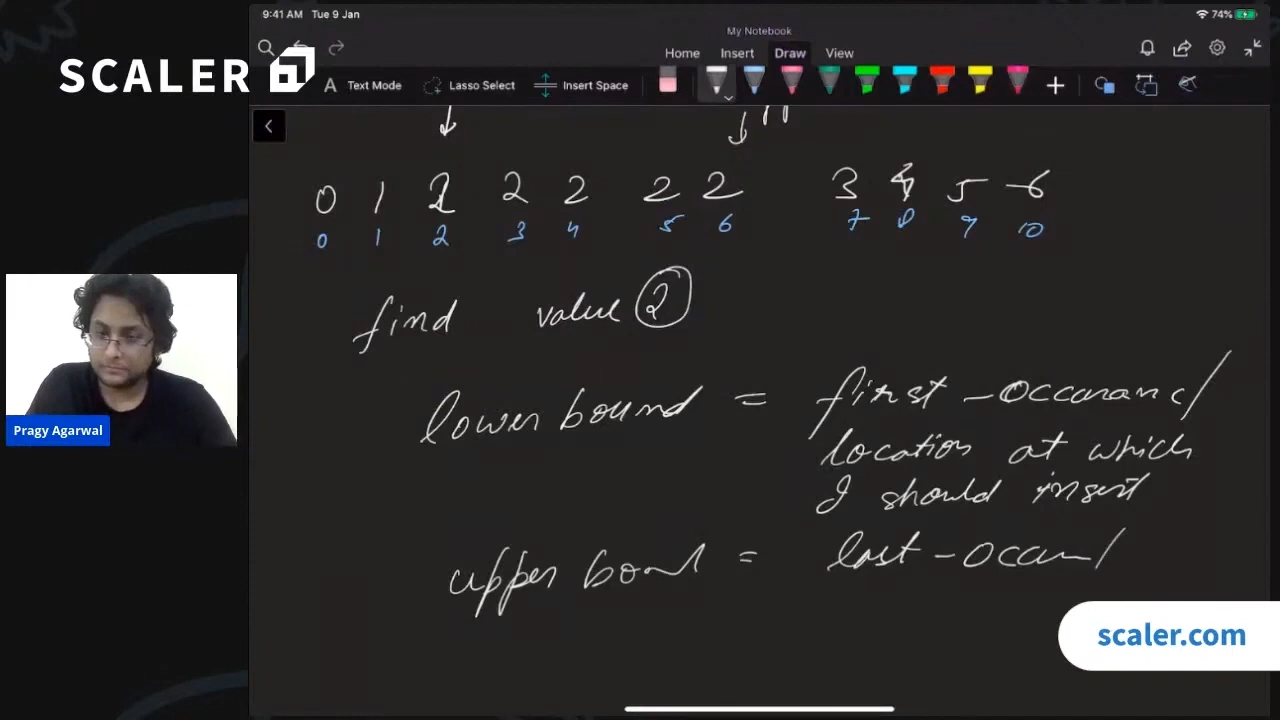 9:41 AM Tue 9 Jan
74%
My Notebook
SCALER
Home Insert Draw View
Text Mode Lasso Select Insert Space
0 1 2 2 2 2 2 3 4 5 6
0 1 2 3 4 5 6 7 8 9 10
find value 2
lower bound = first-occuranc/
location at which
I should insert
Pragy Agarwal
upper bound = last-occur/
scaler.com